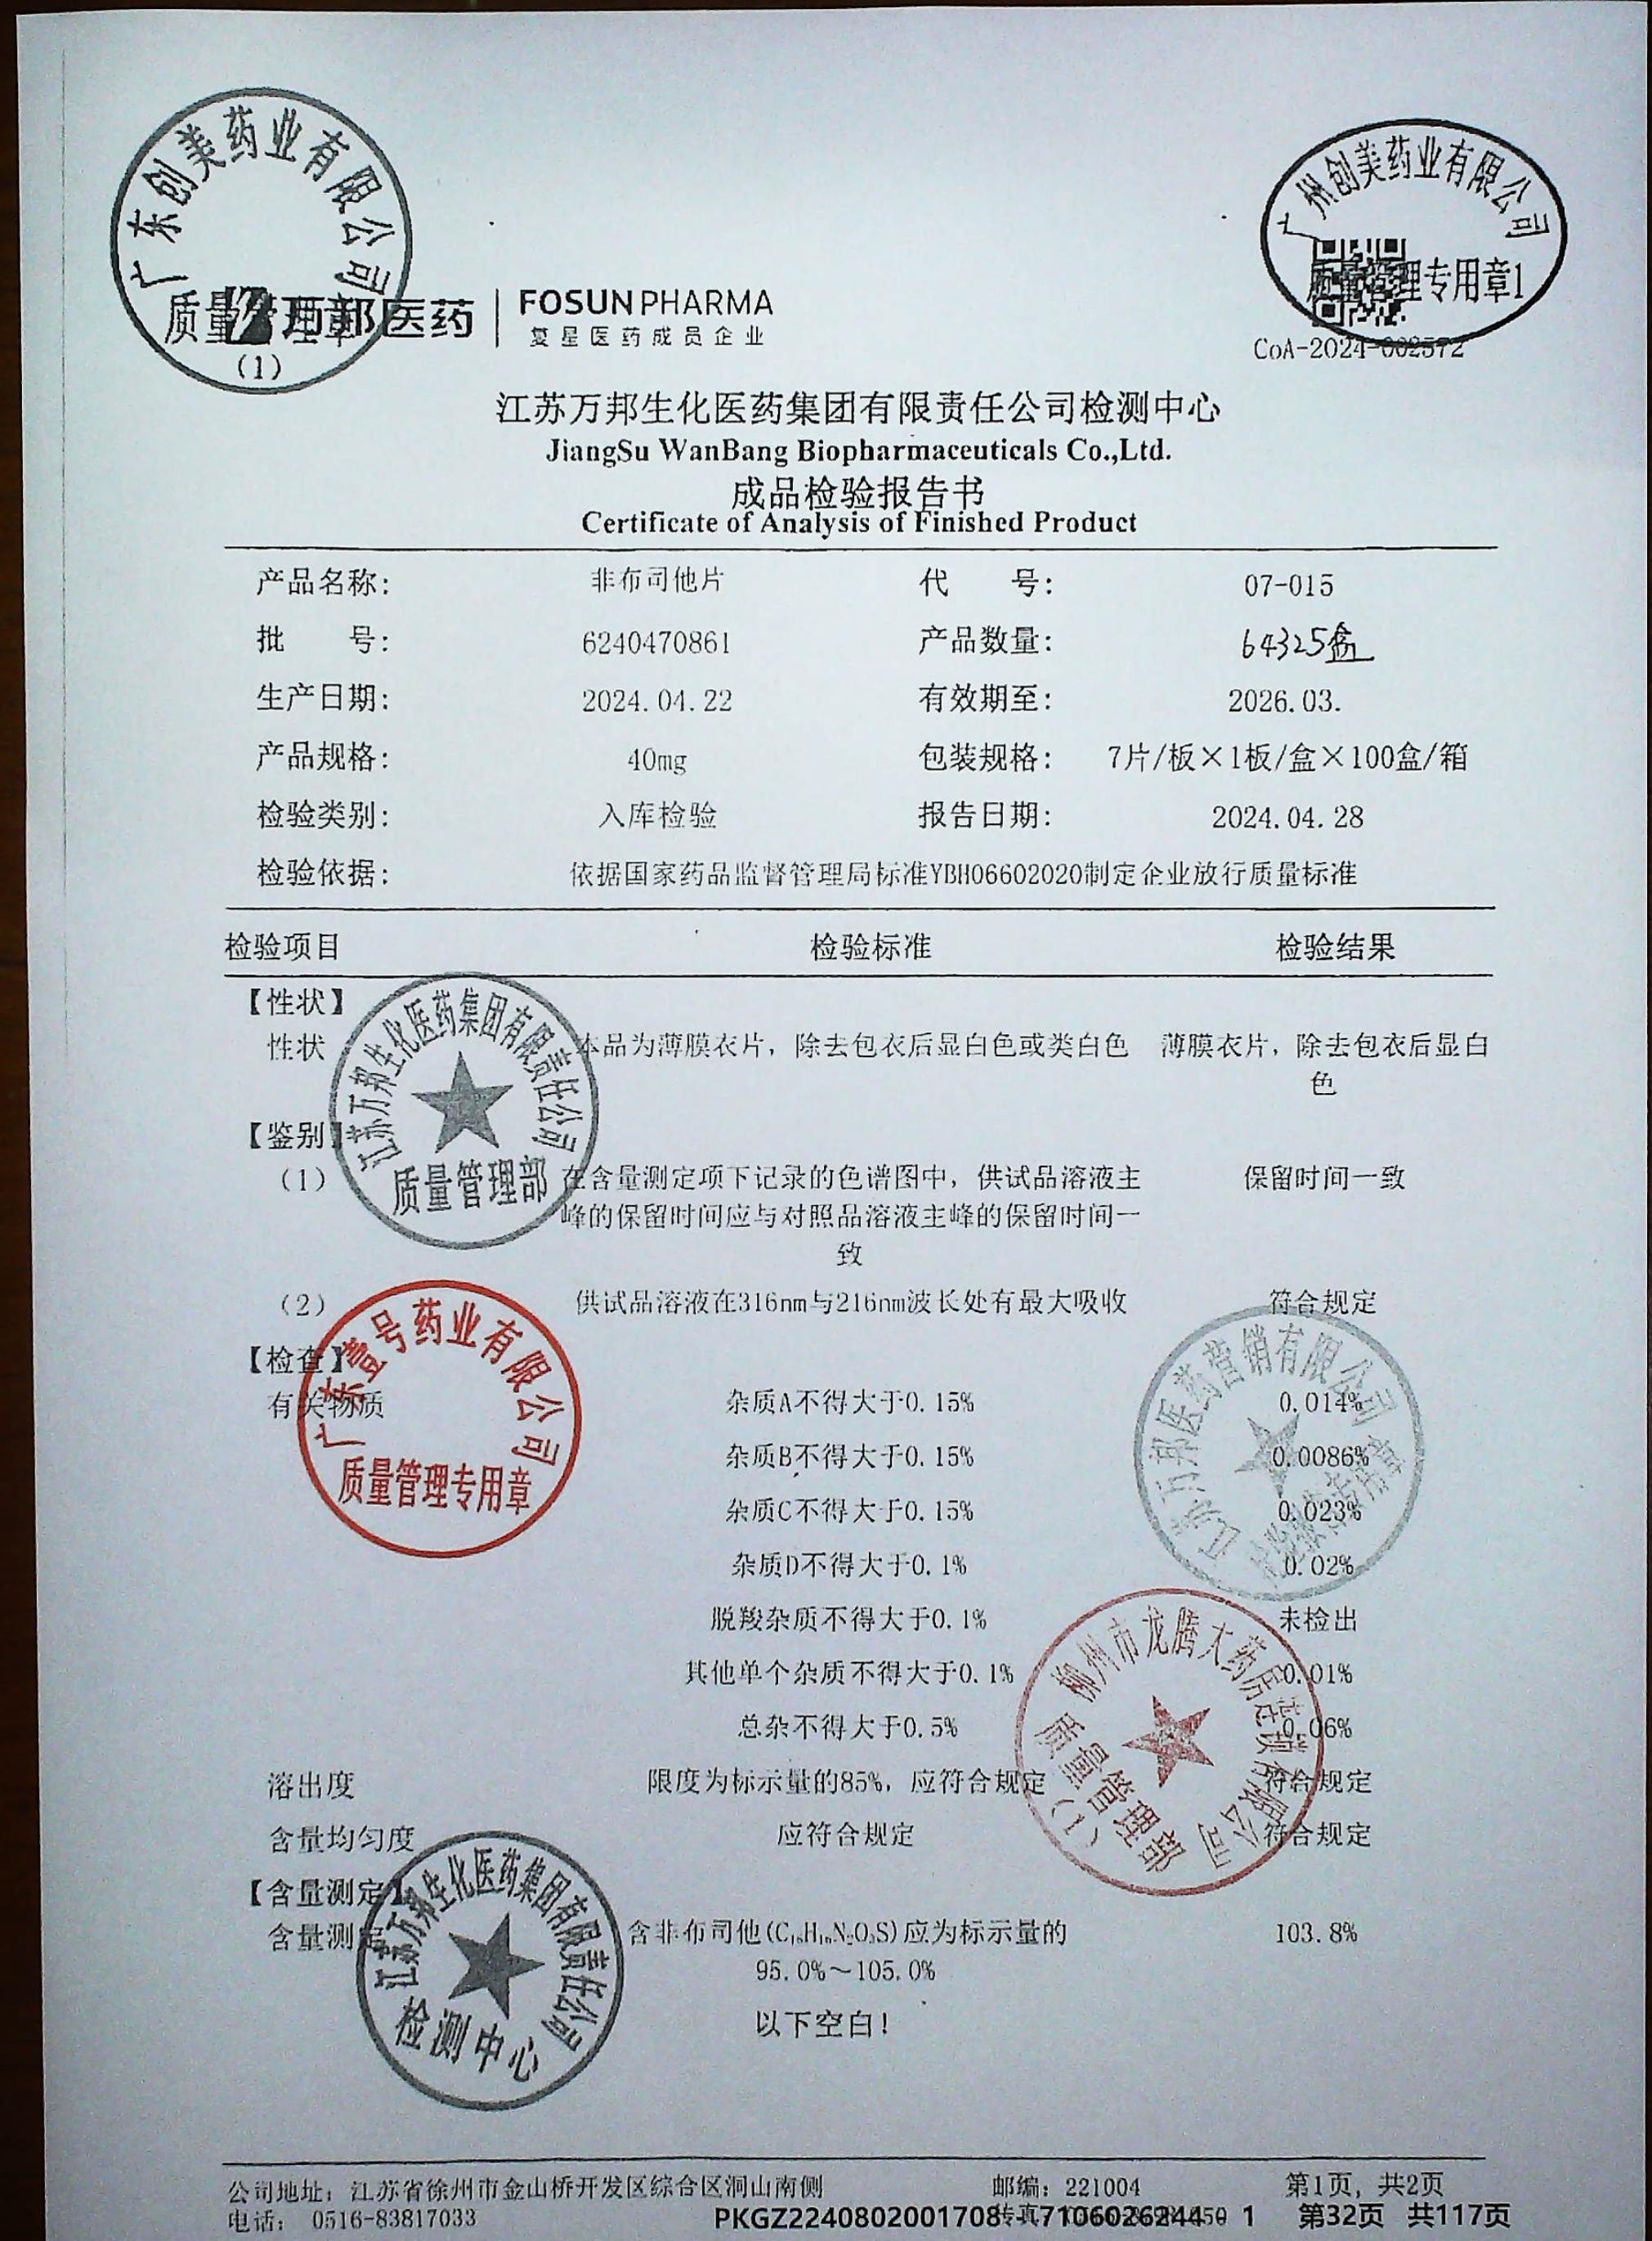 广东创美药业有限公司
质量管理章
(1)
广州创美药业有限公司
质量管理专用章1
万邦医药
FOSUN PHARMA
复星医药成员企业
CoA-2024-002572
江苏万邦生化医药集团有限责任公司检测中心
JiangSu WanBang Biopharmaceuticals Co.,Ltd.
成品检验报告书
Certificate of Analysis of Finished Product
产品名称: 非布司他片 代 号: 07-015
批 号: 6240470861 产品数量: 64325盒
生产日期: 2024.04.22 有效期至: 2026.03.
产品规格: 40mg 包装规格: 7片/板×1板/盒×100盒/箱
检验类别: 入库检验 报告日期: 2024.04.28
检验依据: 依据国家药品监督管理局标准YBH06602020制定企业放行质量标准
检验项目 检验标准 检验结果
【性状】
性状 本品为薄膜衣片，除去包衣后显白色或类白色 薄膜衣片，除去包衣后显白
色
江苏万邦生化医药集团有限责任公司
质量管理部
【鉴别】
(1) 在含量测定项下记录的色谱图中，供试品溶液主 保留时间一致
峰的保留时间应与对照品溶液主峰的保留时间一
致
(2) 供试品溶液在316nm与216nm波长处有最大吸收 符合规定
【检查】
广东壹号药业有限公司
质量管理专用章
江苏万邦医药营销有限公司
有关物质 杂质A不得大于0.15% 0.014%
杂质B不得大于0.15% 0.0086%
杂质C不得大于0.15% 0.023%
杂质D不得大于0.1% 0.02%
脱羧杂质不得大于0.1% 未检出
其他单个杂质不得大于0.1% 0.01%
总杂不得大于0.5% 0.06%
柳州市龙腾大药房连锁有限公司
质量管理部
(1)
溶出度 限度为标示量的85%，应符合规定 符合规定
含量均匀度 应符合规定 符合规定
【含量测定】
含量测定 含非布司他(C₁₆H₁₆N₂O₃S)应为标示量的 103.8%
95.0%～105.0%
以下空白！
江苏万邦生化医药集团有限责任公司
检测中心
公司地址: 江苏省徐州市金山桥开发区综合区洞山南侧 邮编: 221004 第1页, 共2页
电话: 0516-83817033 传真:
PKGZ2240802001708--7106026244- 1 第32页 共117页